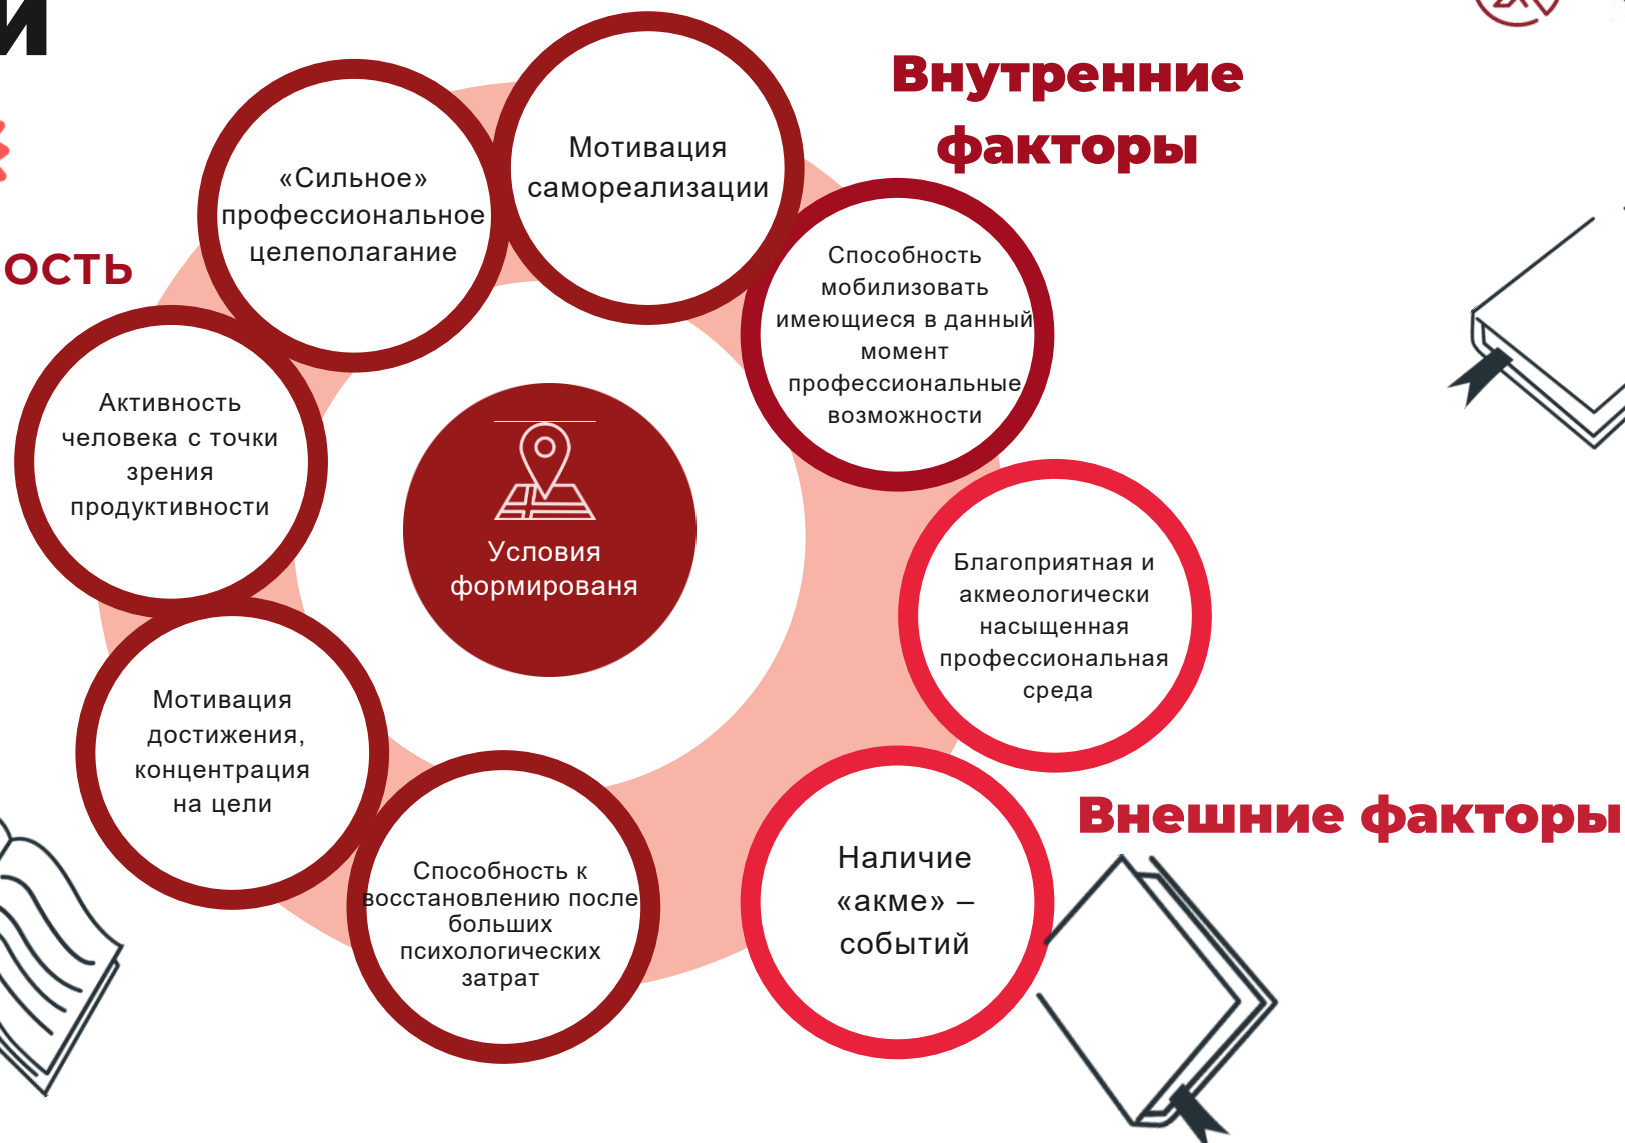 и
ость
Внутренние
факторы
Мотивация
самореализации
«Сильное»
профессиональное
целеполагание
Способность
мобилизовать
имеющиеся в данный
момент
профессиональные
возможности
Активность
человека с точки
зрения
продуктивности
Условия
формированя
Благоприятная и
акмеологически
насыщенная
профессиональная
среда
Мотивация
достижения,
концентрация
на цели
Внешние факторы
Способность к
восстановлению после
больших
психологических
затрат
Наличие
«акме» –
событий